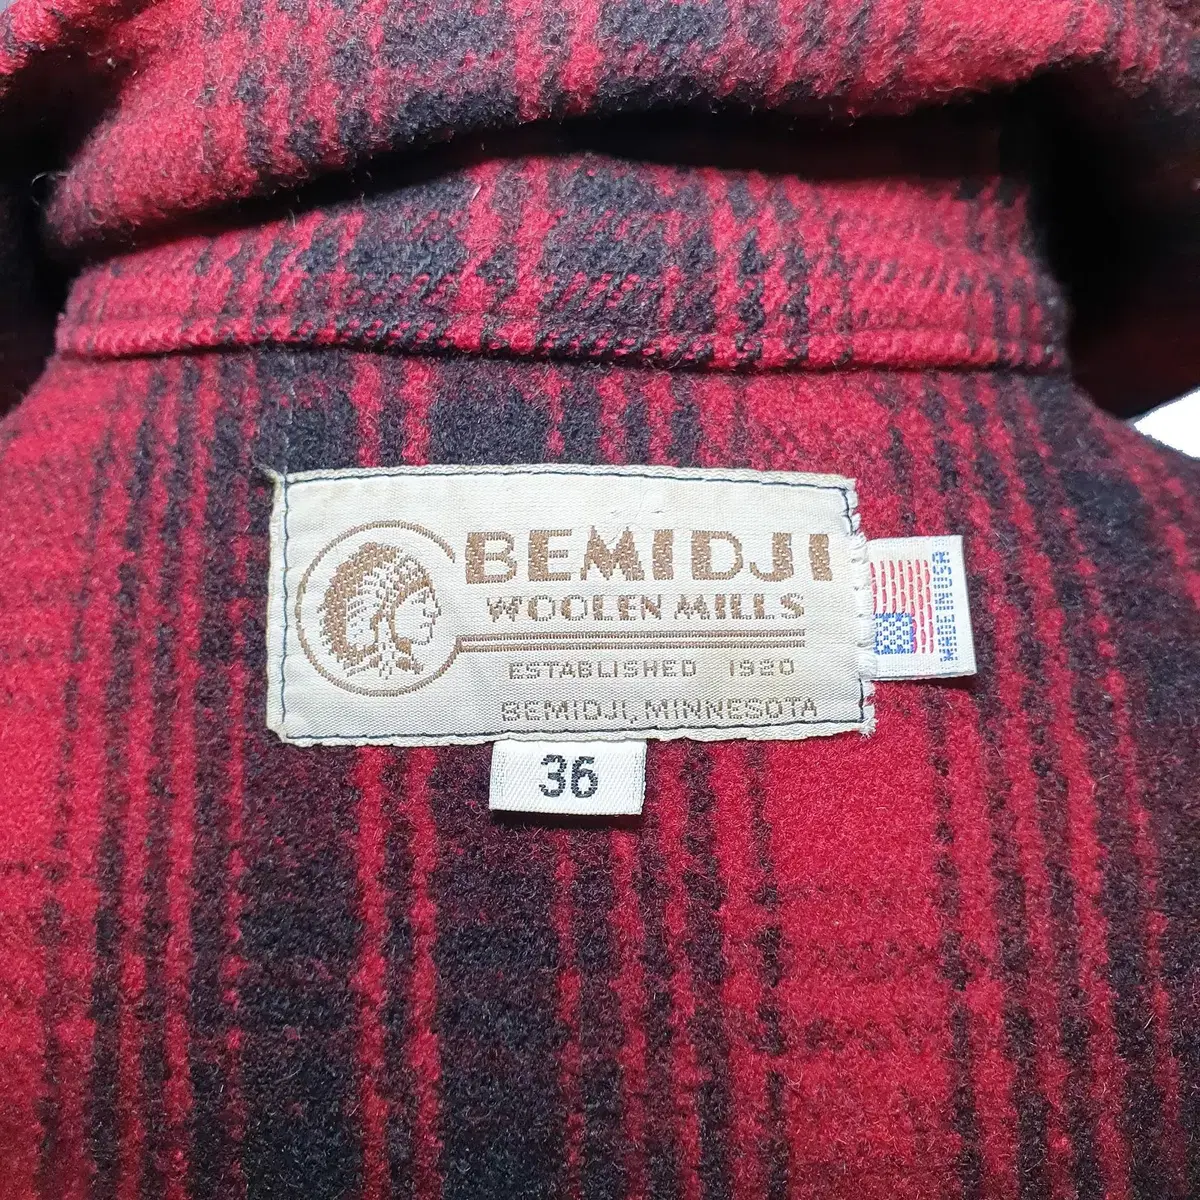 BEMIDJI
WOOLEN MILLS
ESTABLISHED 1920
BEMIDJI, MINNESOTA
MADE IN USA
36